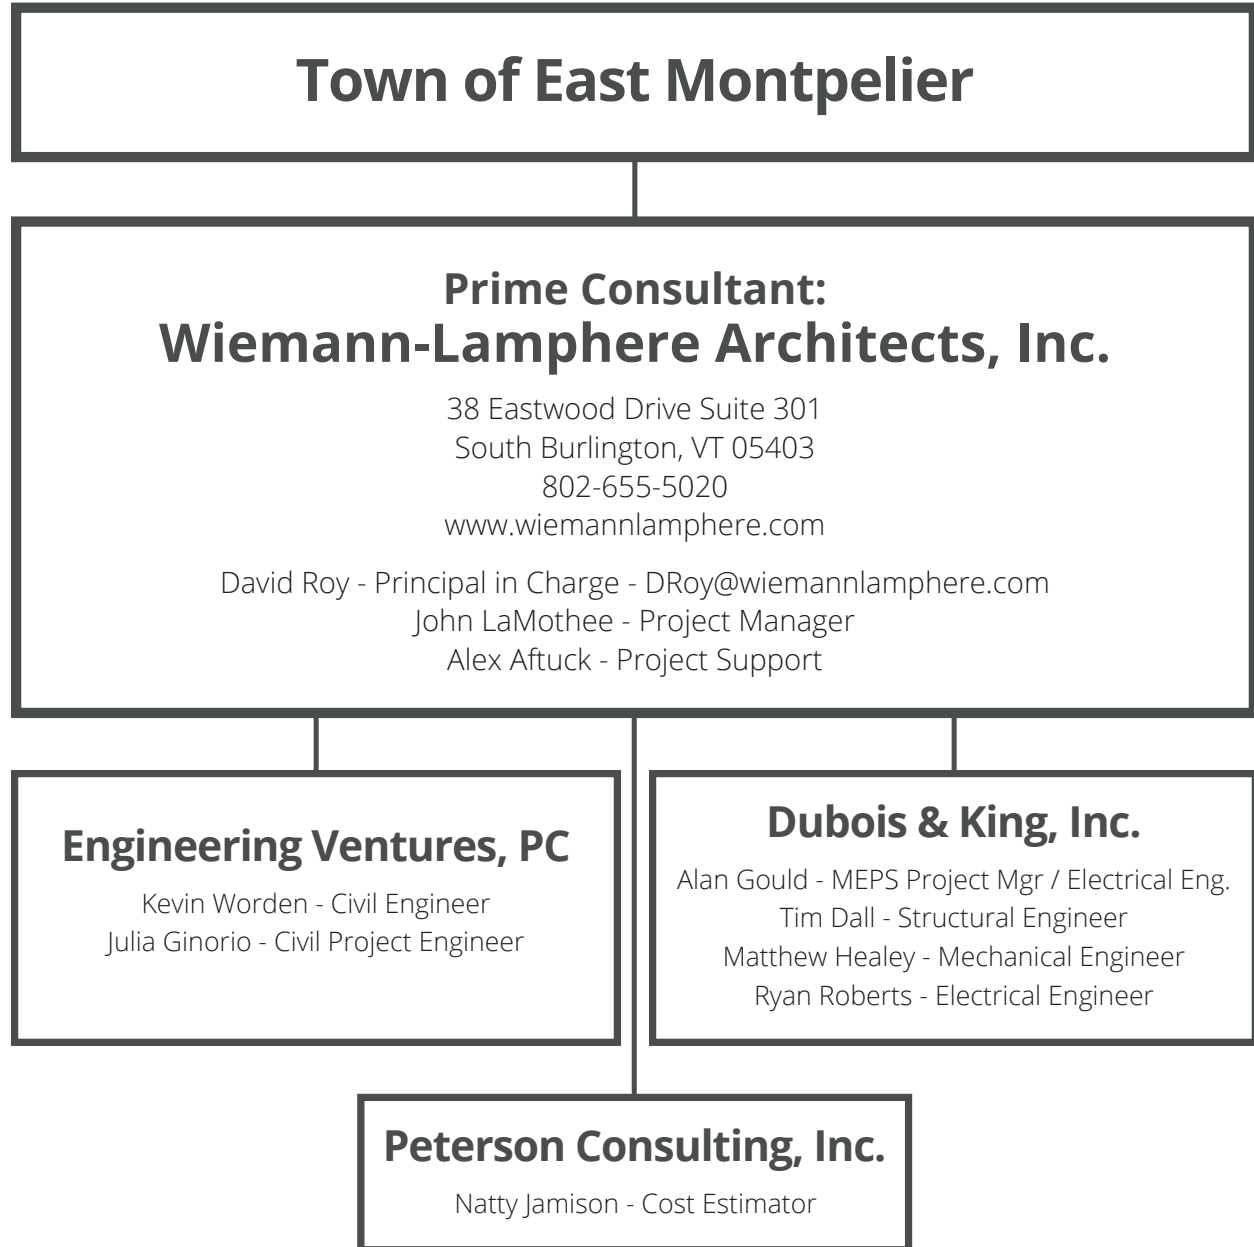 Town of East Montpelier
Prime Consultant:
Wiemann-Lamphere Architects, Inc.
38 Eastwood Drive Suite 301
South Burlington, VT 05403
802-655-5020
www.wiemannlamphere.com
David Roy - Principal in Charge - DRoy@wiemannlamphere.com
John LaMothee - Project Manager
Alex Aftuck - Project Support
Engineering Ventures, PC
Kevin Worden - Civil Engineer
Julia Ginorio - Civil Project Engineer
Dubois & King, Inc.
Alan Gould - MEPS Project Mgr / Electrical Eng.
Tim Dall - Structural Engineer
Matthew Healey - Mechanical Engineer
Ryan Roberts - Electrical Engineer
Peterson Consulting, Inc.
Natty Jamison - Cost Estimator